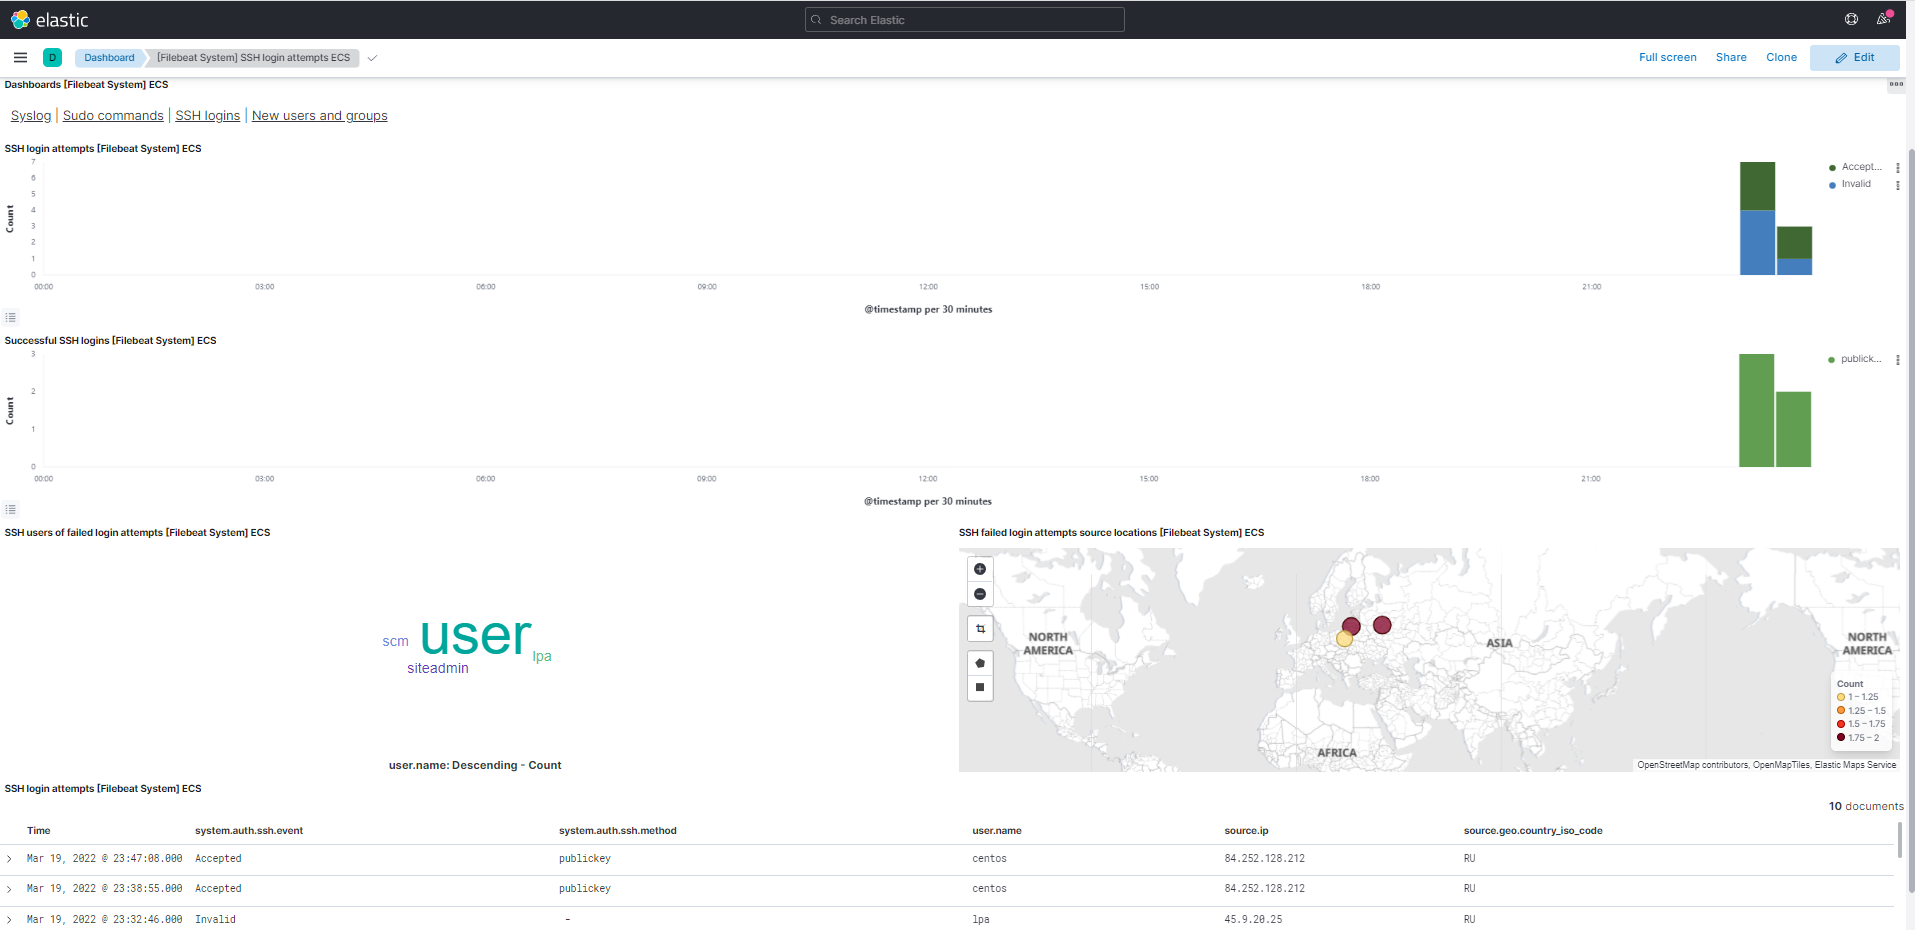 elastic
Search Elastic
D
Dashboard
[Filebeat System] SSH login attempts ECS
Full screen
Share
Clone
Edit
Dashboards [Filebeat System] ECS
Syslog | Sudo commands | SSH logins | New users and groups
SSH login attempts [Filebeat System] ECS
7
6
5
4
3
2
1
0
Count
00:00 03:00 06:00 09:00 12:00 15:00 18:00 21:00
@timestamp per 30 minutes
Accept...
Invalid
Successful SSH logins [Filebeat System] ECS
3
2
1
0
Count
00:00 03:00 06:00 09:00 12:00 15:00 18:00 21:00
@timestamp per 30 minutes
publick...
SSH users of failed login attempts [Filebeat System] ECS
scm user lpa
siteadmin
user.name: Descending - Count
SSH failed login attempts source locations [Filebeat System] ECS
NORTH
AMERICA
ASIA
AFRICA
NORTH
AMERICA
Count
1 – 1.25
1.25 – 1.5
1.5 – 1.75
1.75 – 2
OpenStreetMap contributors, OpenMapTiles, Elastic Maps Service
SSH login attempts [Filebeat System] ECS
10 documents
Time system.auth.ssh.event system.auth.ssh.method user.name source.ip source.geo.country_iso_code
Mar 19, 2022 @ 23:47:08.000 Accepted publickey centos 84.252.128.212 RU
Mar 19, 2022 @ 23:38:55.000 Accepted publickey centos 84.252.128.212 RU
Mar 19, 2022 @ 23:32:46.000 Invalid - lpa 45.9.20.25 RU